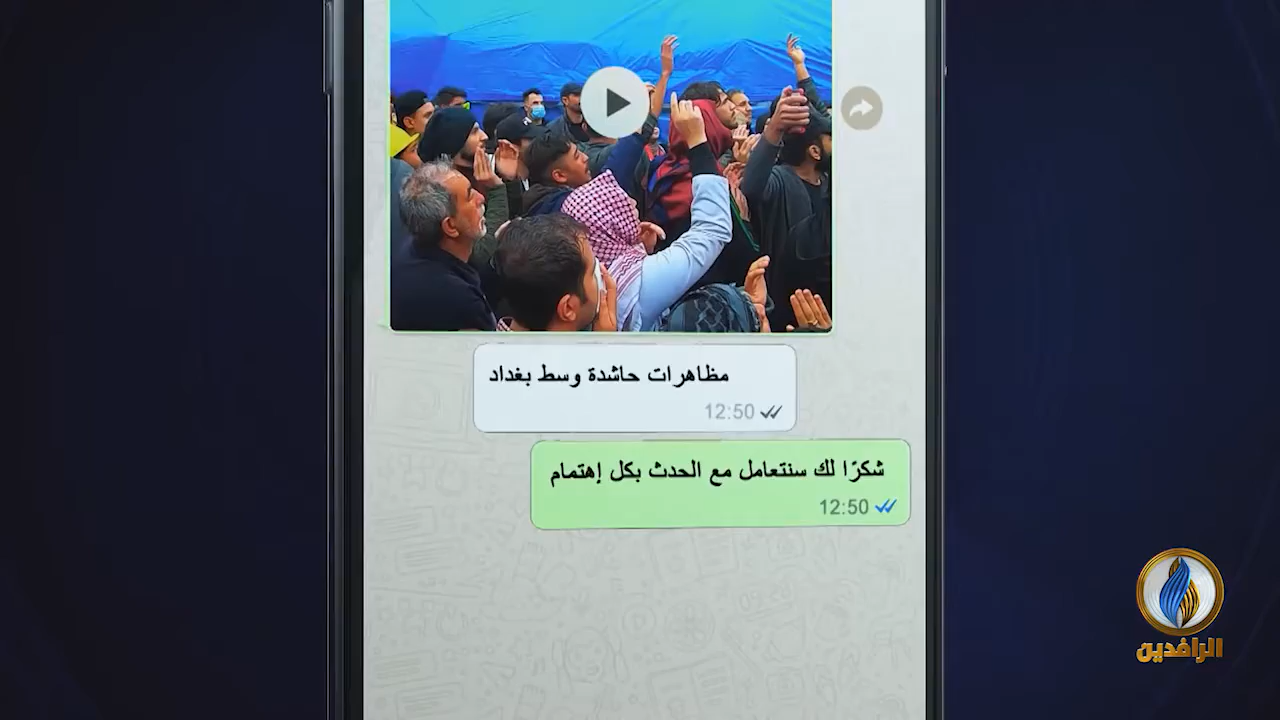 مظاهرات حاشدة وسط بغداد
12:50
شكرًا لك سنتعامل مع الحدث بكل إهتمام
12:50
الرافدين